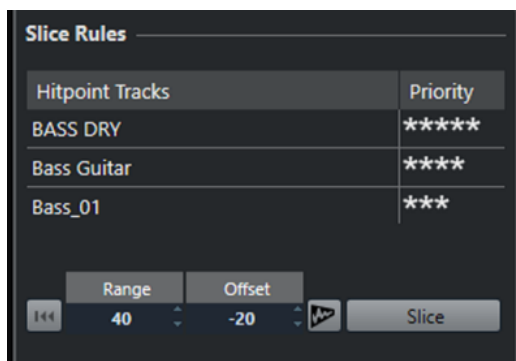 Slice Rules
Hitpoint Tracks Priority
BASS DRY *****
Bass Guitar ****
Bass_01 ***
Range Offset
40 -20 Slice